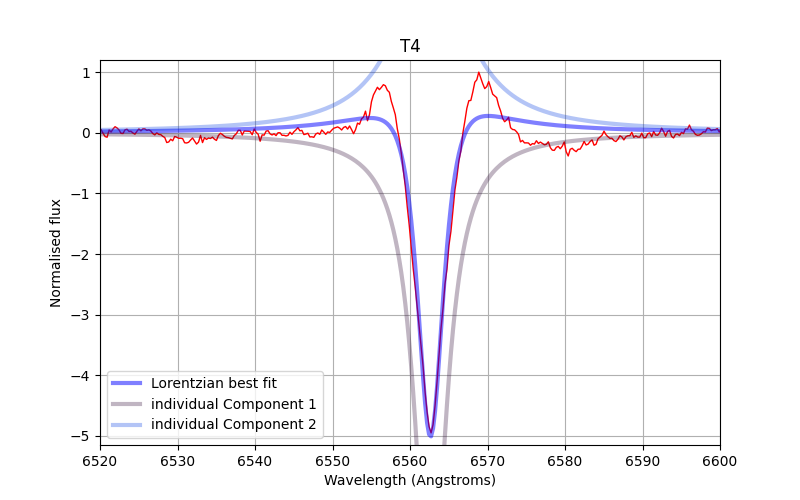 T4
1
0
−1
−2
−3
−4
−5
Normalised flux
Lorentzian best fit
individual Component 1
individual Component 2
6520 6530 6540 6550 6560 6570 6580 6590 6600
Wavelength (Angstroms)